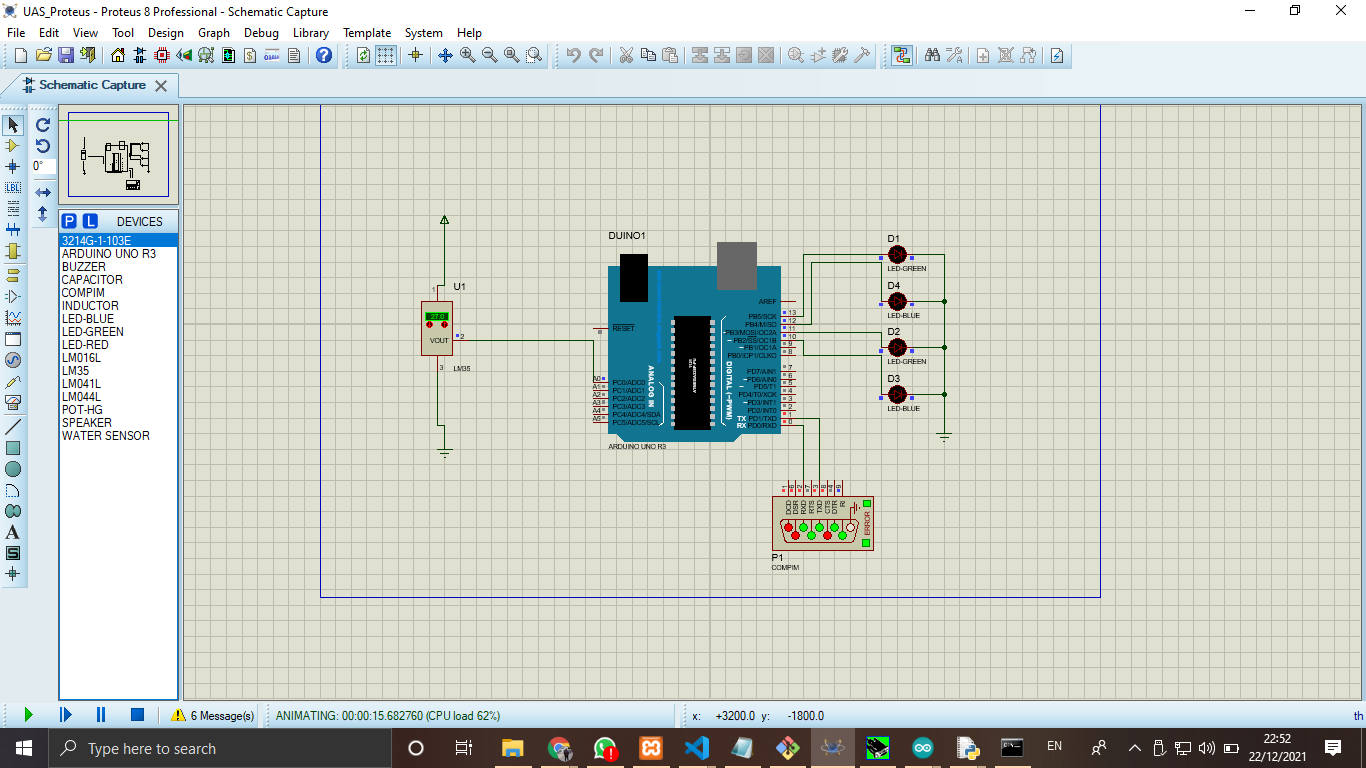 UAS_Proteus - Proteus 8 Professional - Schematic Capture
File Edit View Tool Design Graph Debug Library Template System Help
Schematic Capture
LBL
0°
P L DEVICES
3214G-1-103E
ARDUINO UNO R3
BUZZER
CAPACITOR
COMPIM
INDUCTOR
LED-BLUE
LED-GREEN
LED-RED
LM016L
LM35
LM041L
LM044L
POT-HG
SPEAKER
WATER SENSOR
A
S
U1
1
27.0
VOUT
2
3
LM35
DUINO1
RESET
AREF
PB5/SCK 13
PB4/MISO 12
~PB3/MOSI/OC2A 11
~PB2/SS/OC1B 10
~PB1/OC1A 9
PB0/ICP1/CLKO 8
PD7/AIN1 7
~PD6/AIN0 6
~PD5/T1 5
PD4/T0/XCK 4
~PD3/INT1 3
PD2/INT0 2
TX PD1/TXD 1
RX PD0/RXD 0
A0 PC0/ADC0
A1 PC1/ADC1
A2 PC2/ADC2
A3 PC3/ADC3
A4 PC4/ADC4/SDA
A5 PC5/ADC5/SCL
ANALOG IN
DIGITAL (~PWM)
ARDUINO UNO R3
D1
LED-GREEN
D4
LED-BLUE
D2
LED-GREEN
D3
LED-BLUE
1 6 2 7 3 8 4 9
DCD DSR RXD RTS TXD CTS DTR RI
ERROR
P1
COMPIM
6 Message(s)
ANIMATING: 00:00:15.682760 (CPU load 62%)
x: +3200.0 y: -1800.0 th
Type here to search
EN
22:52
22/12/2021